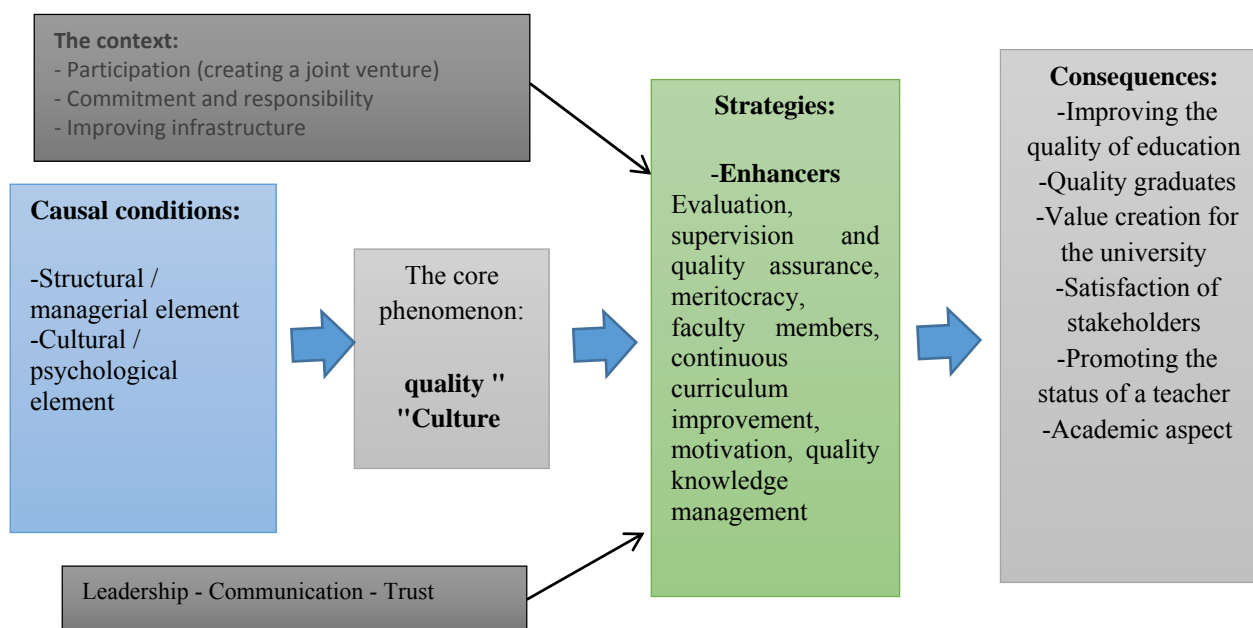 The context:
- Participation (creating a joint venture)
- Commitment and responsibility
- Improving infrastructure
Causal conditions:
-Structural /
managerial element
-Cultural /
psychological
element
The core
phenomenon:
quality "
"Culture
Strategies:
-Enhancers
Evaluation,
supervision and
quality assurance,
meritocracy,
faculty members,
continuous
curriculum
improvement,
motivation, quality
knowledge
management
Consequences:
-Improving the
quality of education
-Quality graduates
-Value creation for
the university
-Satisfaction of
stakeholders
-Promoting the
status of a teacher
-Academic aspect
Leadership - Communication - Trust